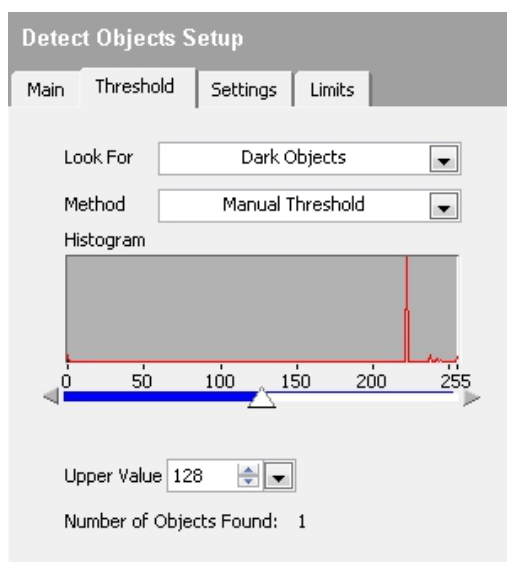 Detect Objects Setup
Main Threshold Settings Limits
Look For Dark Objects
Method Manual Threshold
Histogram
0 50 100 150 200 255
Upper Value 128
Number of Objects Found: 1